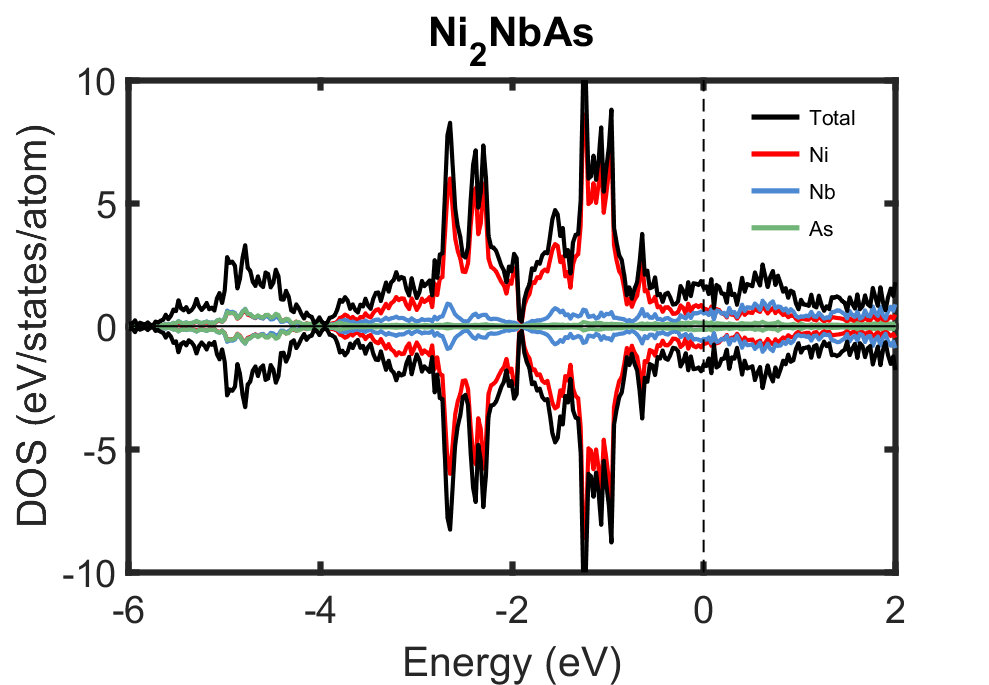 Ni2NbAs
10
5
0
-5
-10
DOS (eV/states/atom)
Total
Ni
Nb
As
-6 -4 -2 0 2
Energy (eV)